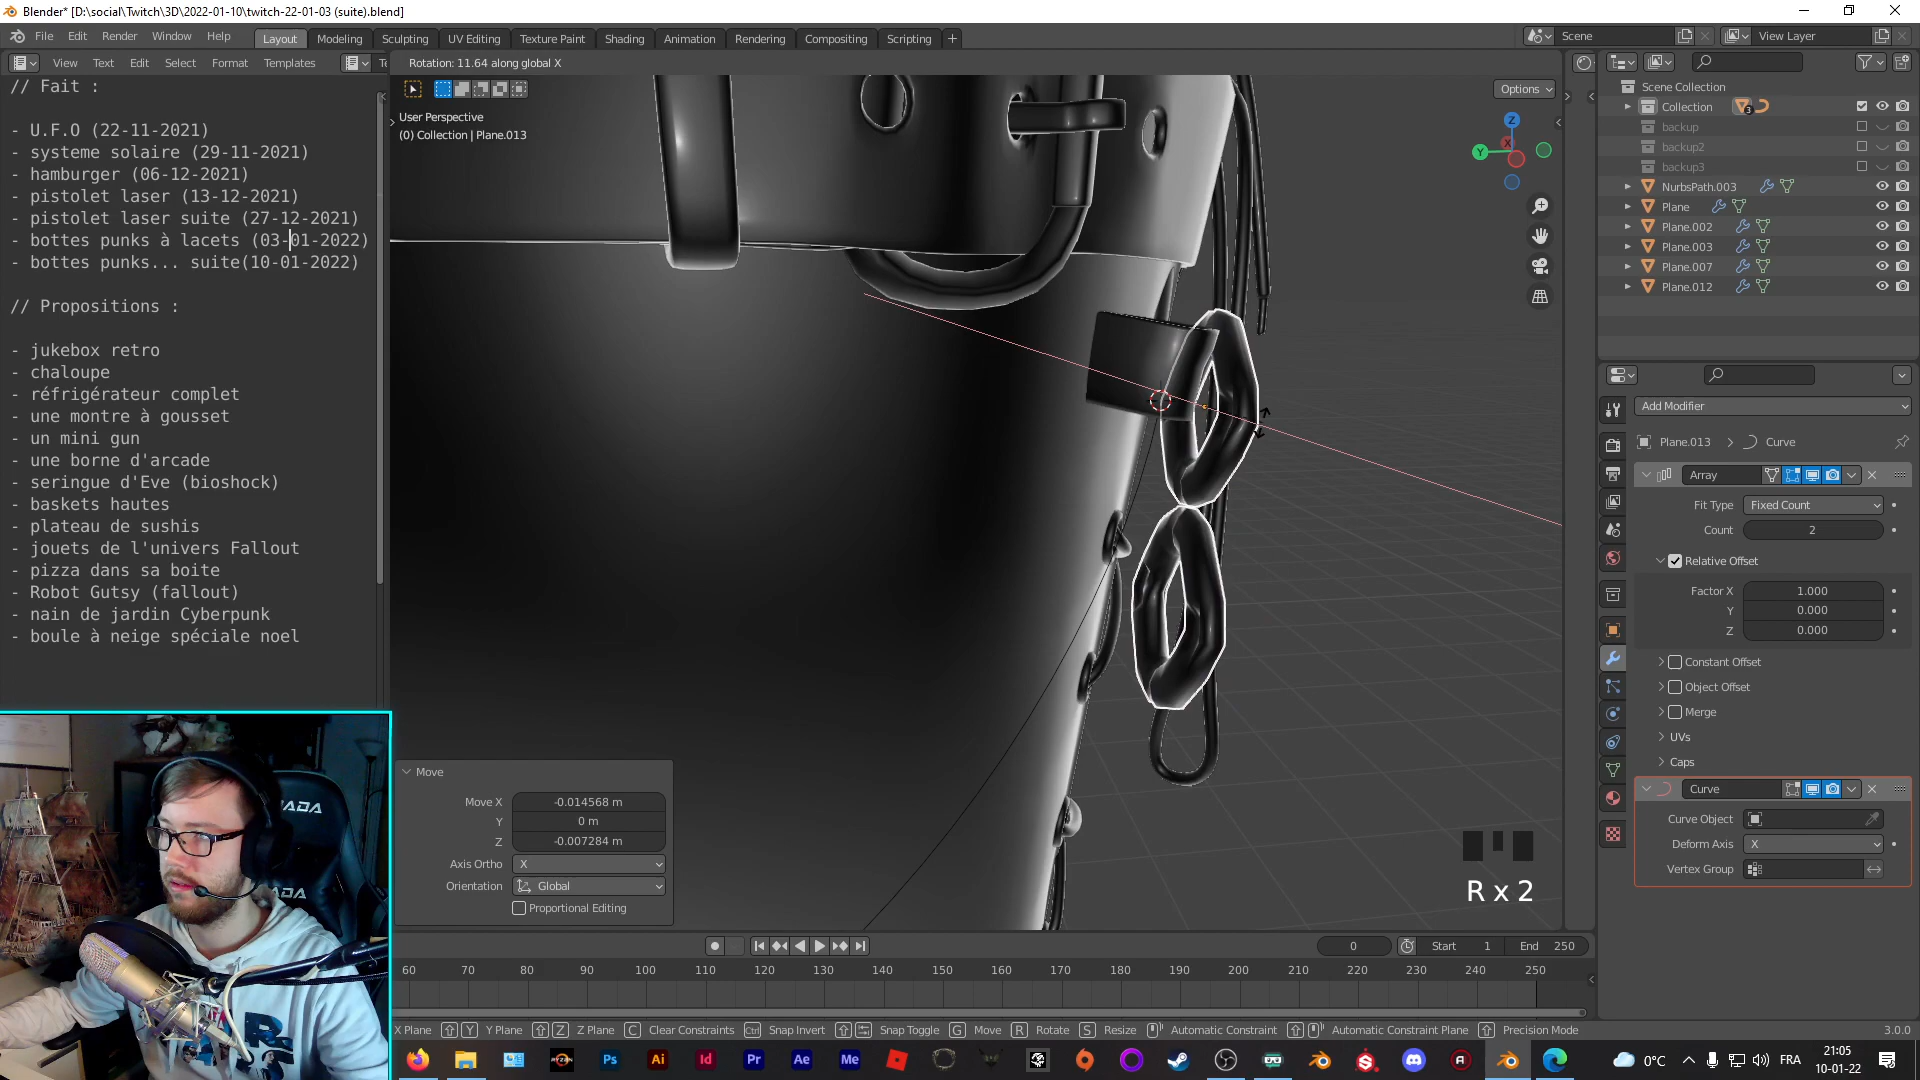 Blender* [D:\social\Twitch\3D\2022-01-10\twitch-22-01-03 (suite).blend]
File Edit Render Window Help Layout Modeling Sculpting UV Editing Texture Paint Shading Animation Rendering Compositing Scripting + Scene View Layer
View Text Edit Select Format Templates
Rotation: 11.64 along global X
Options
User Perspective
(0) Collection | Plane.013
// Fait :
- U.F.O (22-11-2021)
- systeme solaire (29-11-2021)
- hamburger (06-12-2021)
- pistolet laser (13-12-2021)
- pistolet laser suite (27-12-2021)
- bottes punks à lacets (03-01-2022)
- bottes punks... suite(10-01-2022)
// Propositions :
- jukebox retro
- chaloupe
- réfrigérateur complet
- une montre à gousset
- un mini gun
- une borne d'arcade
- seringue d'Eve (bioshock)
- baskets hautes
- plateau de sushis
- jouets de l'univers Fallout
- pizza dans sa boite
- Robot Gutsy (fallout)
- nain de jardin Cyberpunk
- boule à neige spéciale noel
Z
X
Y
Move
Move X -0.014568 m
Y 0 m
Z -0.007284 m
Axis Ortho X
Orientation Global
Proportional Editing
R x 2
Scene Collection
Collection 3
backup
backup2
backup3
NurbsPath.003
Plane
Plane.002
Plane.003
Plane.007
Plane.012
Add Modifier
Plane.013 > Curve
Array
Fit Type Fixed Count
Count 2
Relative Offset
Factor X 1.000
Y 0.000
Z 0.000
Constant Offset
Object Offset
Merge
UVs
Caps
Curve
Curve Object
Deform Axis X
Vertex Group
0 Start 1 End 250
60 70 80 90 100 110 120 130 140 150 160 170 180 190 200 210 220 230 240 250
X Plane Y Y Plane Z Z Plane C Clear Constraints Ctrl Snap Invert Snap Toggle G Move R Rotate S Resize Automatic Constraint Automatic Constraint Plane Precision Mode 3.0.0
RYZEN Ps Ai Id Pr Ae Me
0°C FRA
21:05
10-01-22